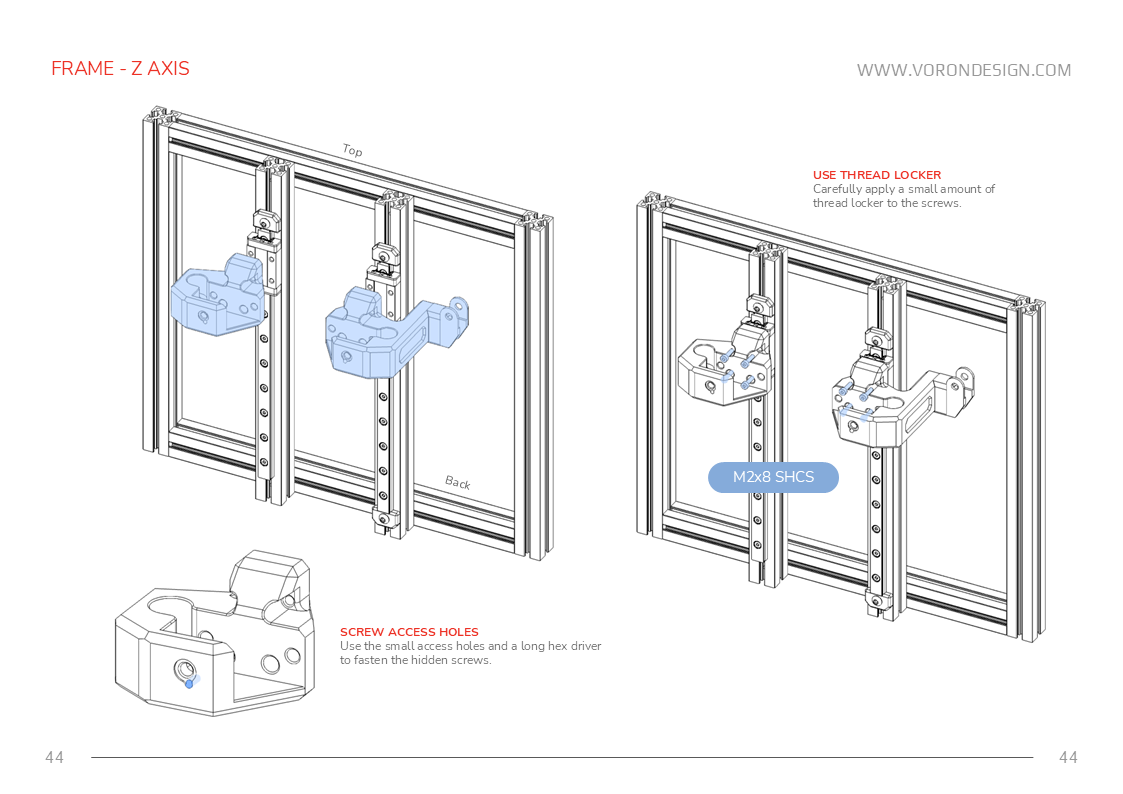 FRAME - Z AXIS
WWW.VORONDESIGN.COM
Top
USE THREAD LOCKER
Carefully apply a small amount of
thread locker to the screws.
Back
M2x8 SHCS
SCREW ACCESS HOLES
Use the small access holes and a long hex driver
to fasten the hidden screws.
44
44